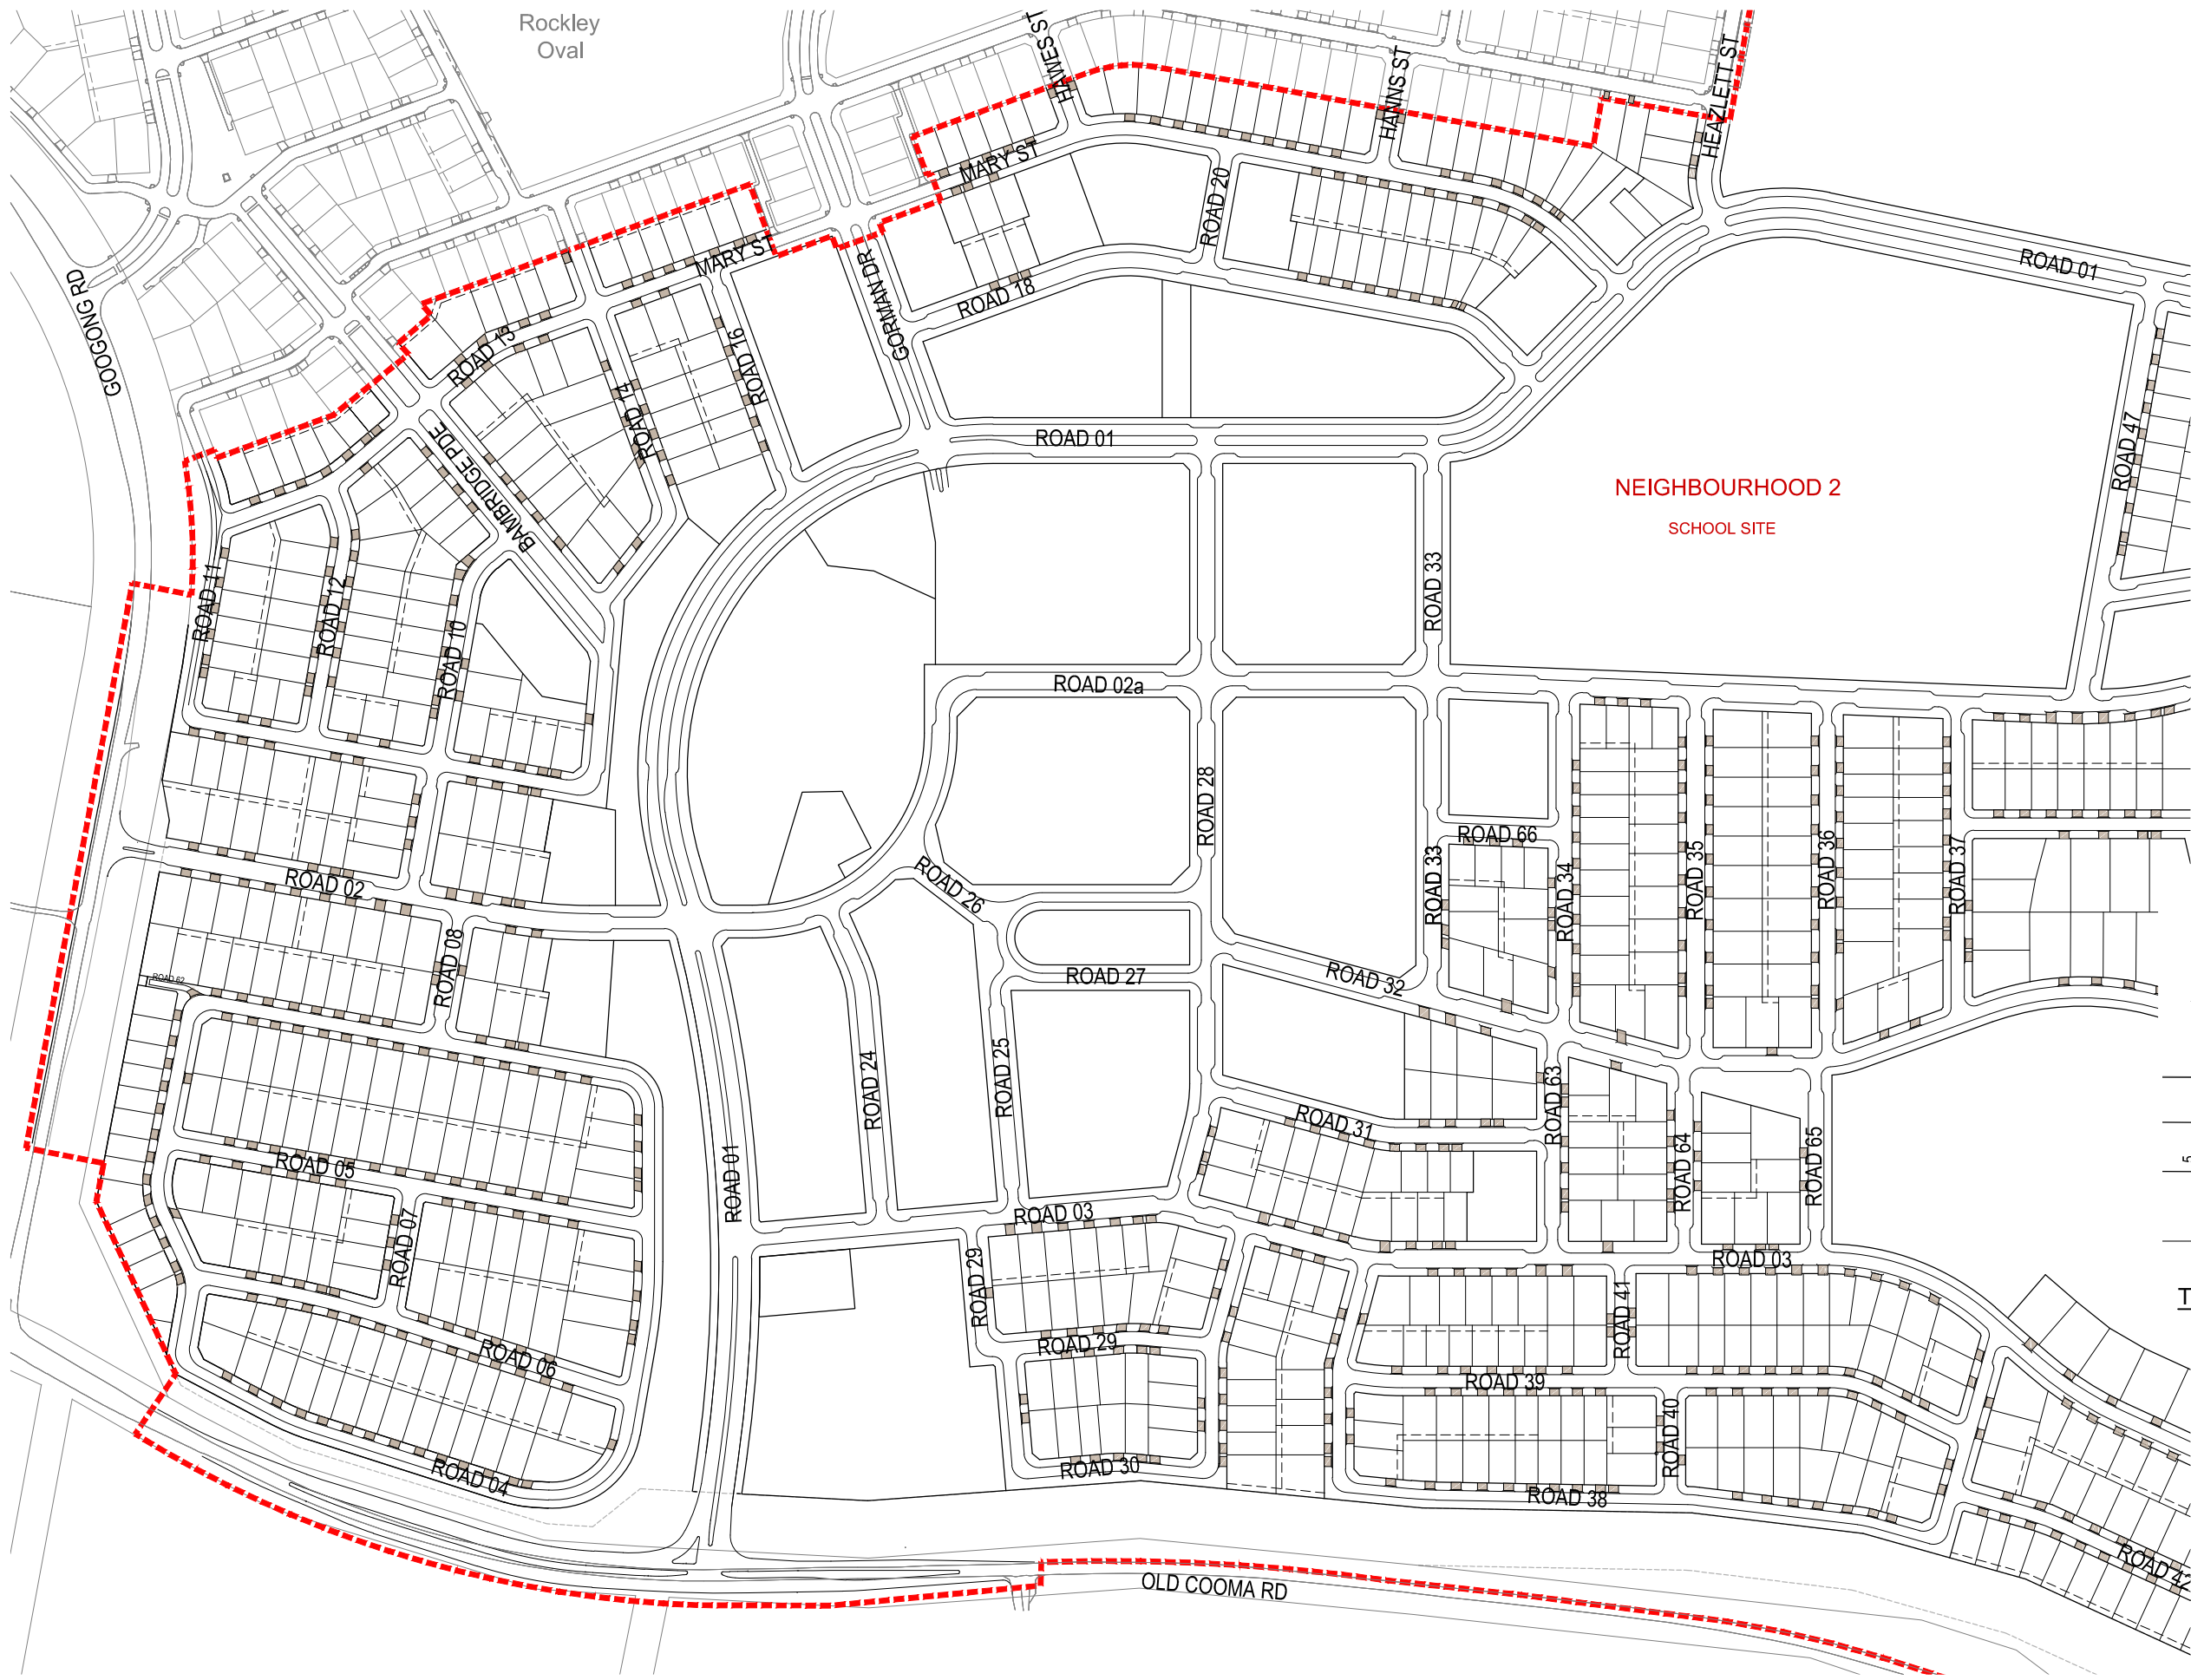 Rockley
Oval
HAWES ST
HANNS ST
HEAZLETT ST
MARY ST
ROAD 20
MARY ST
GORMAN DR
ROAD 18
ROAD 01
GOOGONG RD
ROAD 13
ROAD 16
ROAD 14
BAMBRIDGE PDE
ROAD 01
ROAD 47
NEIGHBOURHOOD 2
SCHOOL SITE
ROAD 11
ROAD 12
ROAD 10
ROAD 33
ROAD 02a
ROAD 28
ROAD 66
ROAD 33
ROAD 34
ROAD 35
ROAD 36
ROAD 37
ROAD 02
ROAD 26
ROAD 08
ROAD 62
ROAD 27
ROAD 32
ROAD 24
ROAD 25
ROAD 63
ROAD 31
ROAD 05
ROAD 01
ROAD 64
ROAD 65
5
ROAD 07
ROAD 03
ROAD 03
ROAD 29
ROAD 41
T
ROAD 29
ROAD 06
ROAD 39
ROAD 40
ROAD 04
ROAD 30
ROAD 38
ROAD 42
OLD COOMA RD